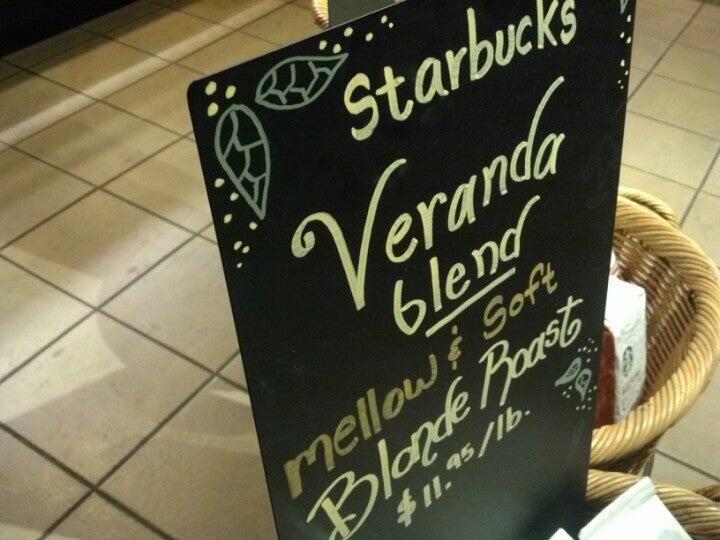 Starbucks
Veranda
blend
mellow & Soft
Blonde Roast
$11.95/lb.